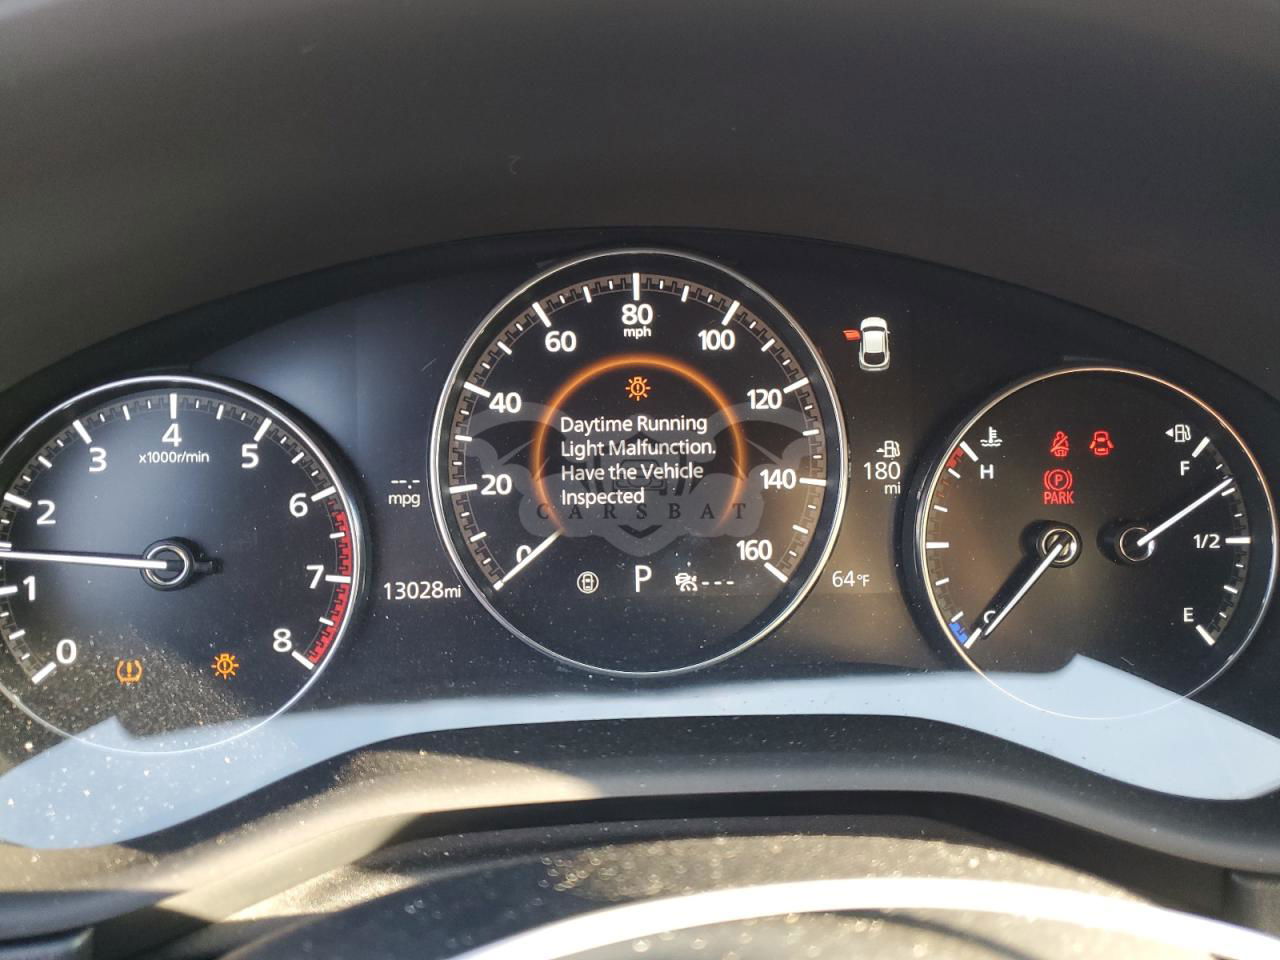 80
mph
60
100
40
120
20
140
0
160
Daytime Running
Light Malfunction.
Have the Vehicle
Inspected
CARSBAT
P
---
4
x1000r/min
3
5
2
6
1
7
0
8
--.-
mpg
13028mi
180
mi
64°F
H
C
P
PARK
F
1/2
E